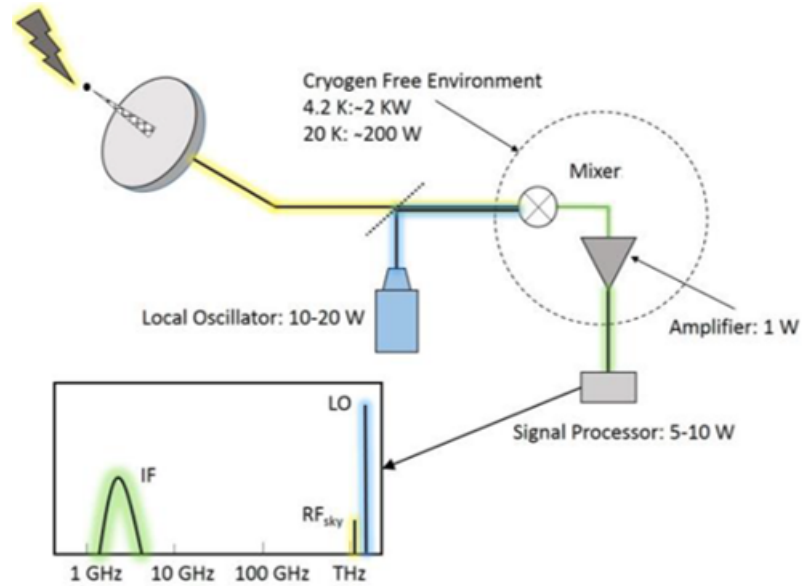 Cryogen Free Environment
4.2 K:~2 KW
20 K: ~200 W
Mixer
Local Oscillator: 10-20 W
Amplifier: 1 W
Signal Processor: 5-10 W
LO
IF
RFsky
1 GHz 10 GHz 100 GHz THz